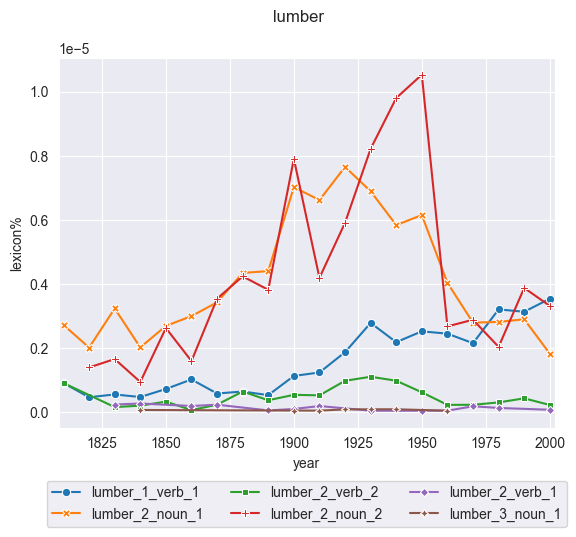 lumber
1e−5
1.0
0.8
0.6
0.4
0.2
0.0
lexicon%
1825 1850 1875 1900 1925 1950 1975 2000
year
lumber_1_verb_1 lumber_2_verb_2 lumber_2_verb_1
lumber_2_noun_1 lumber_2_noun_2 lumber_3_noun_1